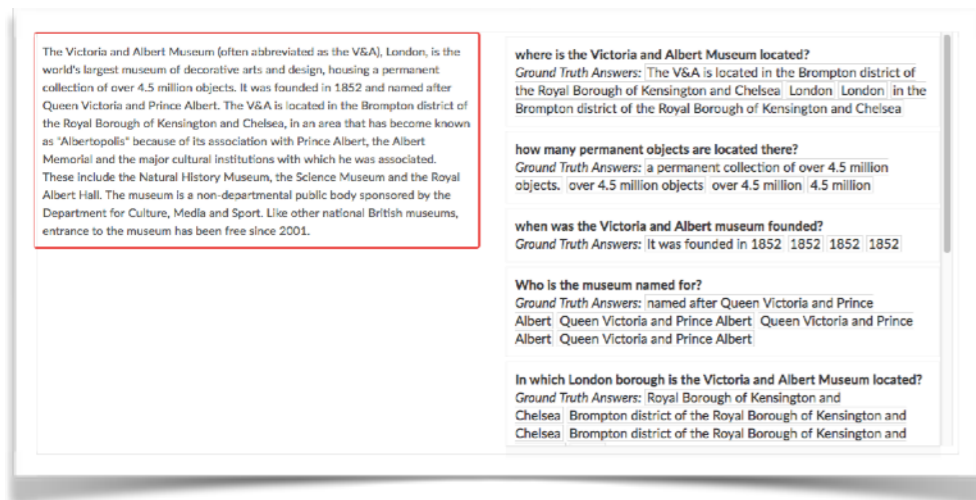 The Victoria and Albert Museum (often abbreviated as the V&A), London, is the
world's largest museum of decorative arts and design, housing a permanent
collection of over 4.5 million objects. It was founded in 1852 and named after
Queen Victoria and Prince Albert. The V&A is located in the Brompton district of
the Royal Borough of Kensington and Chelsea, in an area that has become known
as "Albertopolis" because of its association with Prince Albert, the Albert
Memorial and the major cultural institutions with which he was associated.
These include the Natural History Museum, the Science Museum and the Royal
Albert Hall. The museum is a non-departmental public body sponsored by the
Department for Culture, Media and Sport. Like other national British museums,
entrance to the museum has been free since 2001.
where is the Victoria and Albert Museum located?
Ground Truth Answers: The V&A is located in the Brompton district of
the Royal Borough of Kensington and Chelsea London London in the
Brompton district of the Royal Borough of Kensington and Chelsea
how many permanent objects are located there?
Ground Truth Answers: a permanent collection of over 4.5 million
objects. over 4.5 million objects over 4.5 million 4.5 million
when was the Victoria and Albert museum founded?
Ground Truth Answers: It was founded in 1852 1852 1852 1852
Who is the museum named for?
Ground Truth Answers: named after Queen Victoria and Prince
Albert Queen Victoria and Prince Albert Queen Victoria and Prince
Albert Queen Victoria and Prince Albert
In which London borough is the Victoria and Albert Museum located?
Ground Truth Answers: Royal Borough of Kensington and
Chelsea Brompton district of the Royal Borough of Kensington and
Chelsea Brompton district of the Royal Borough of Kensington and